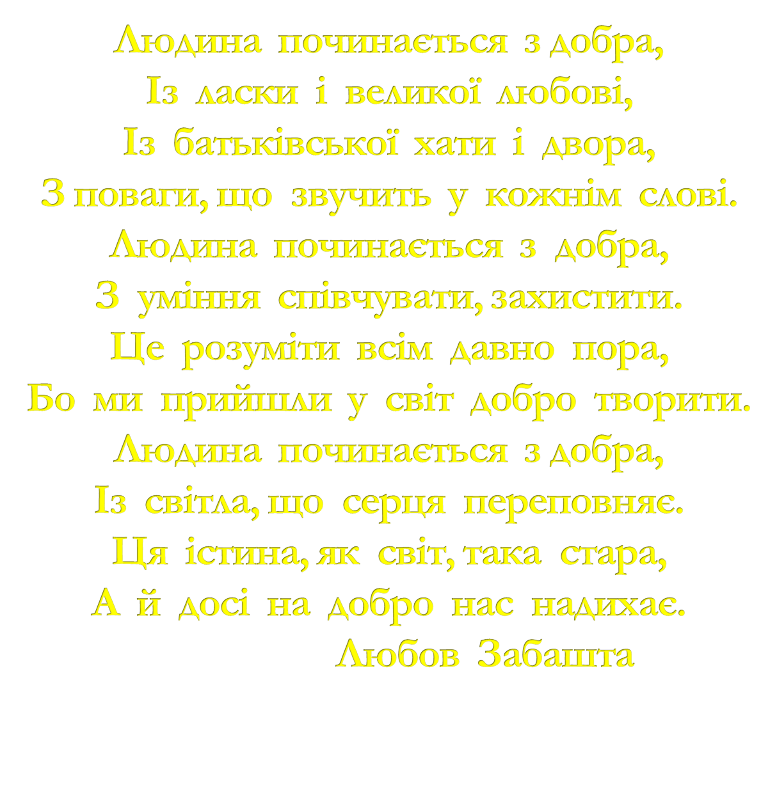 Людина починається з добра,
Із ласки і великої любові,
Із батьківської хати і двора,
З поваги, що звучить у кожнім слові.
Людина починається з добра,
З уміння співчувати, захистити.
Це розуміти всім давно пора,
Бо ми прийшли у світ добро творити.
Людина починається з добра,
Із світла, що серця переповняє.
Ця істина, як світ, така стара,
А й досі на добро нас надихає.
Любов Забашта